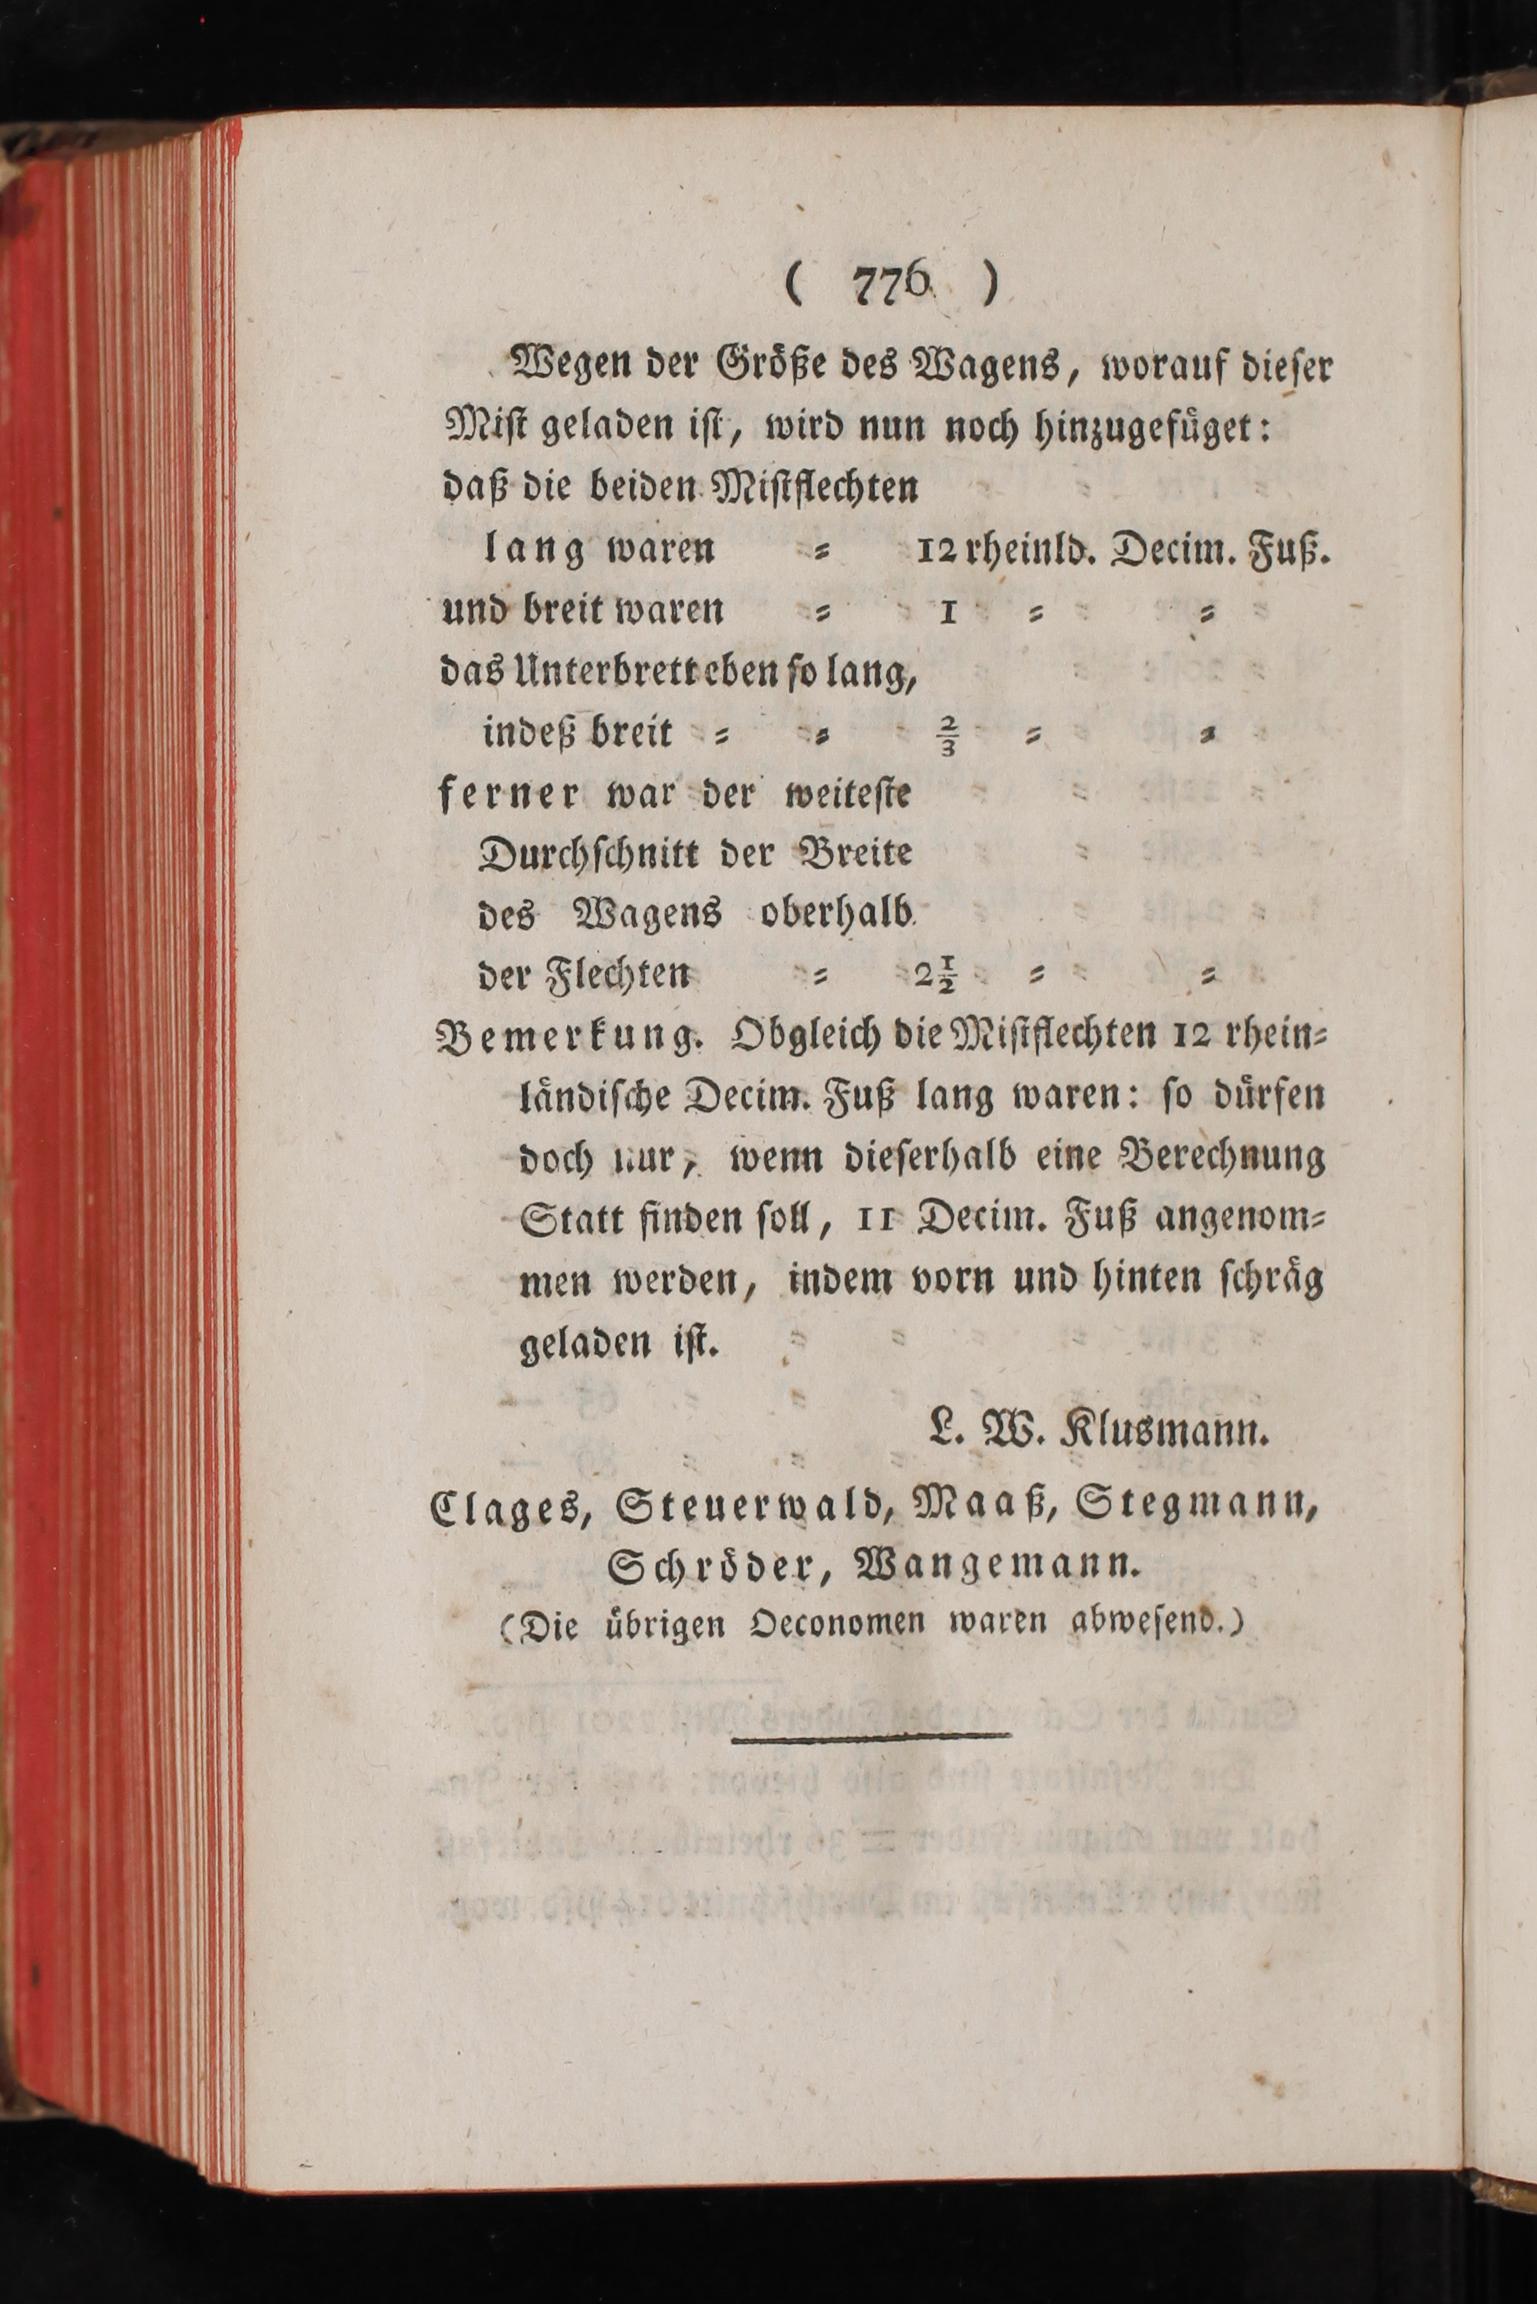 ( 776 )
Wegen der Größe des Wagens, worauf dieſer
Miſt geladen iſt, wird nun noch hinzugefüget:
daß die beiden Miſtflechten
lang waren = 12 rheinld. Decim. Fuß.
und breit waren = 1 = =
das Unterbrett eben ſo lang,
indeß breit = = 2/3 = =
ferner war der weiteſte
Durchſchnitt der Breite
des Wagens oberhalb
der Flechten = 2 1/2 = =
Bemerkung. Obgleich die Miſtflechten 12 rhein=
ländiſche Decim. Fuß lang waren: ſo dürfen
doch nur, wenn dieſerhalb eine Berechnung
Statt finden ſoll, 11 Decim. Fuß angenom=
men werden, indem vorn und hinten ſchräg
geladen iſt.
L. W. Klusmann.
Clages, Steuerwald, Maaß, Stegmann,
Schröder, Wangemann.
(Die übrigen Oeconomen waren abweſend.)